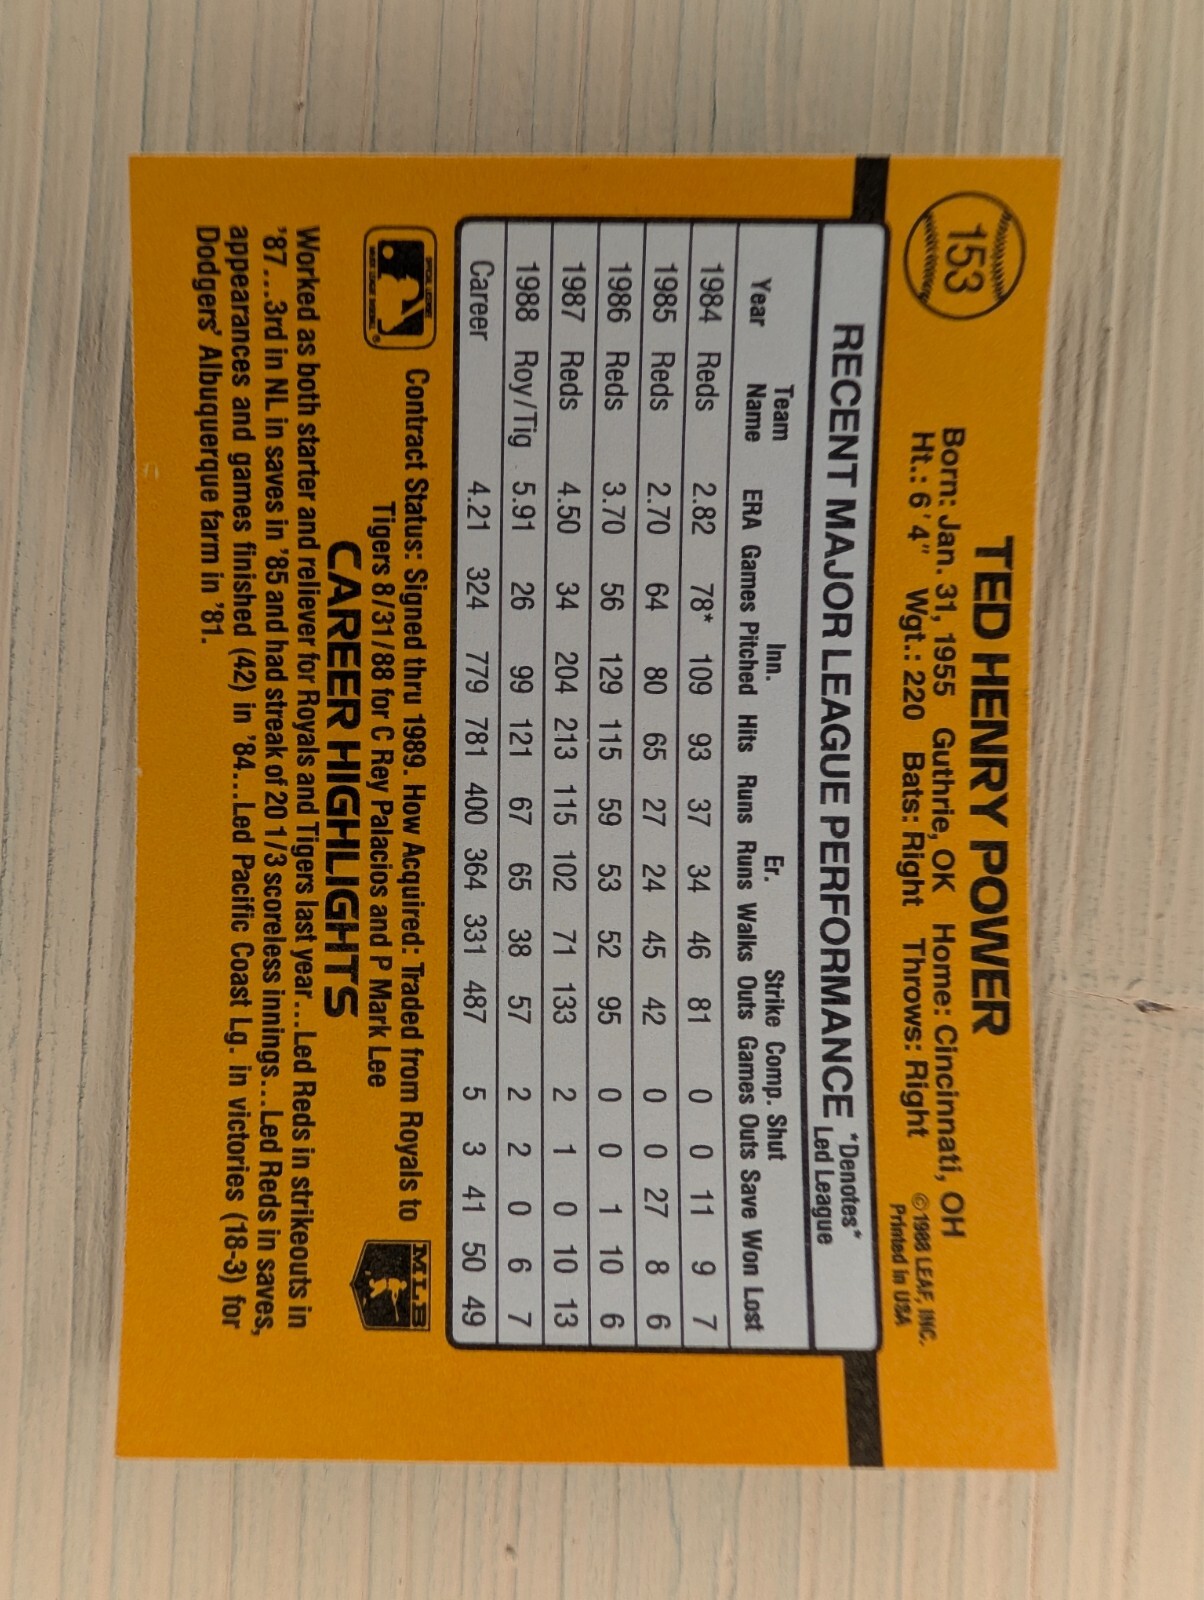 153
TED HENRY POWER
Born: Jan. 31, 1955 Guthrie, OK Home: Cincinnati, OH
Ht.: 6'4" Wgt.: 220 Bats: Right Throws: Right
©1988 LEAF, INC.
Printed in USA
RECENT MAJOR LEAGUE PERFORMANCE *Denotes* Led League
Team Inn. Er. Strike Comp. Shut
Year Name ERA Games Pitched Hits Runs Runs Walks Outs Games Outs Save Won Lost
1984 Reds 2.82 78* 109 93 37 34 46 81 0 0 11 9 7
1985 Reds 2.70 64 80 65 27 24 45 42 0 0 27 8 6
1986 Reds 3.70 56 129 115 59 53 52 95 0 0 1 10 6
1987 Reds 4.50 34 204 213 115 102 71 133 2 1 0 10 13
1988 Roy/Tig 5.91 26 99 121 67 65 38 57 2 2 0 6 7
Career 4.21 324 779 781 400 364 331 487 5 3 41 50 49
Contract Status: Signed thru 1989. How Acquired: Traded from Royals to
Tigers 8/31/88 for C Rey Palacios and P Mark Lee
MLB
CAREER HIGHLIGHTS
Worked as both starter and reliever for Royals and Tigers last year...Led Reds in strikeouts in
'87...3rd in NL in saves in '85 and had streak of 20 1/3 scoreless innings...Led Reds in saves,
appearances and games finished (42) in '84...Led Pacific Coast Lg. in victories (18-3) for
Dodgers' Albuquerque farm in '81.